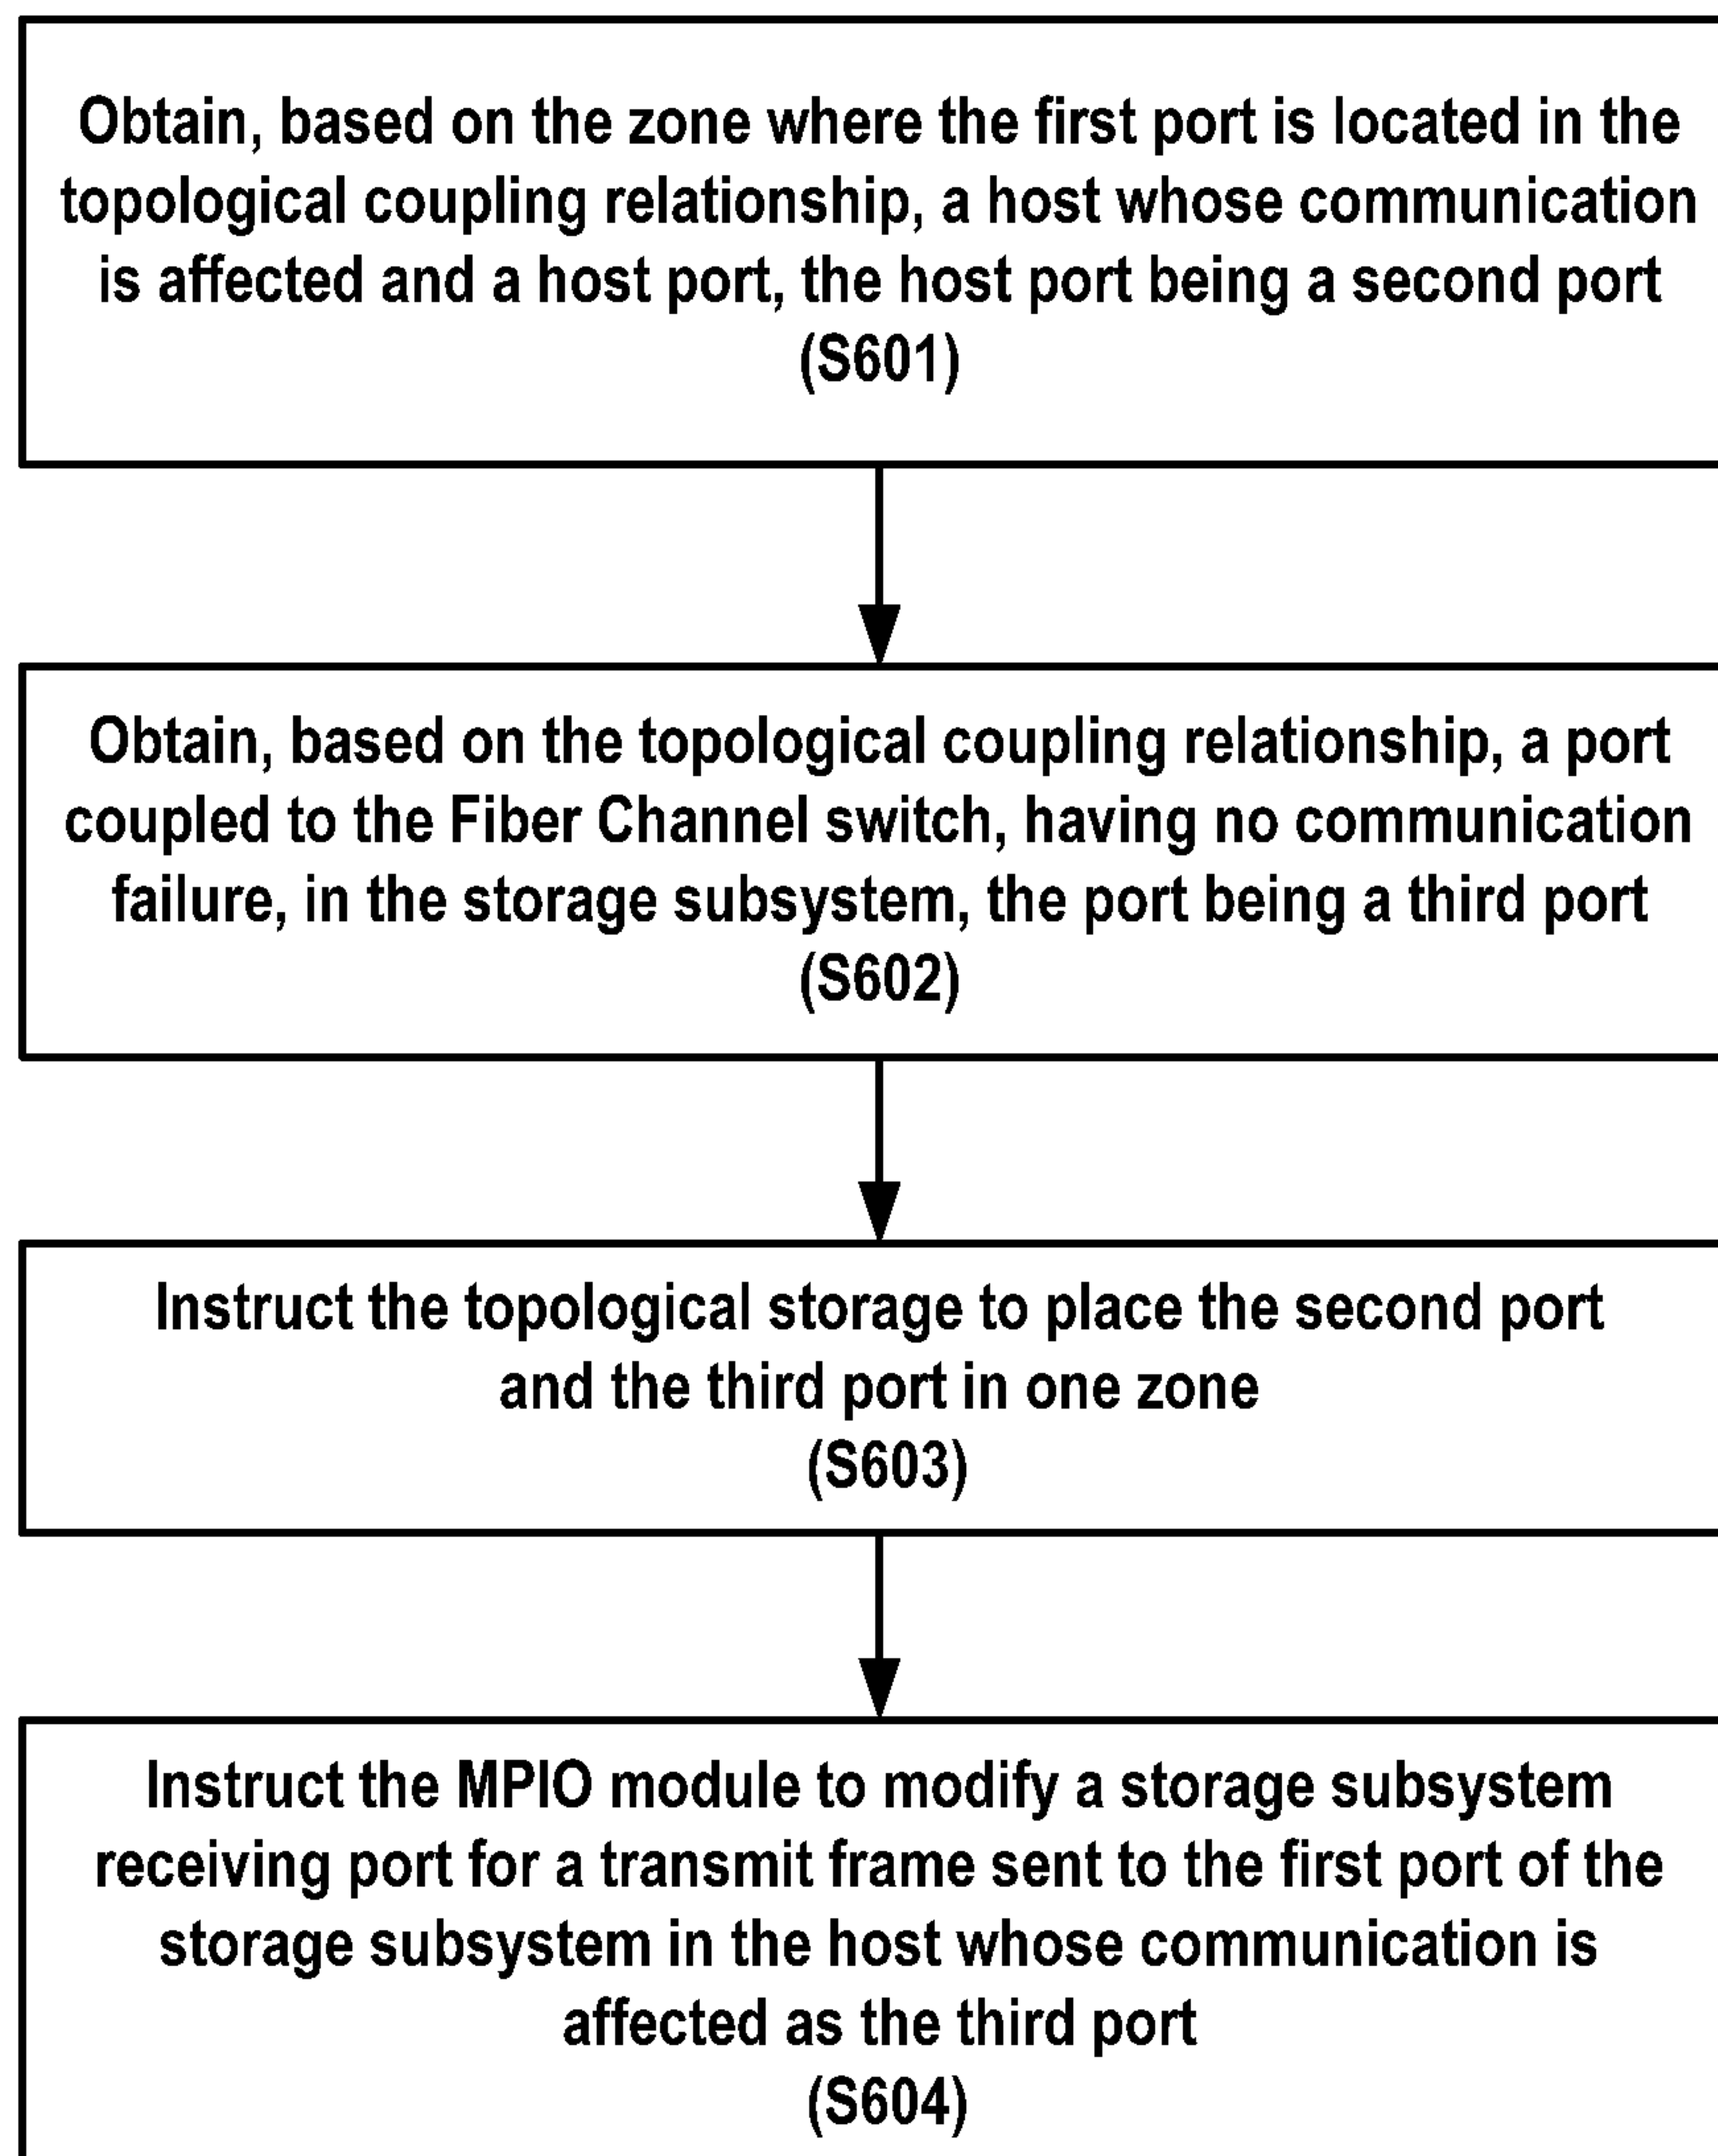 Obtain, based on the zone where the first port is located in the
topological coupling relationship, a host whose communication
is affected and a host port, the host port being a second port
(S601)
Obtain, based on the topological coupling relationship, a port
coupled to the Fiber Channel switch, having no communication
failure, in the storage subsystem, the port being a third port
(S602)
Instruct the topological storage to place the second port
and the third port in one zone
(S603)
Instruct the MPIO module to modify a storage subsystem
receiving port for a transmit frame sent to the first port of the
storage subsystem in the host whose communication is
affected as the third port
(S604)